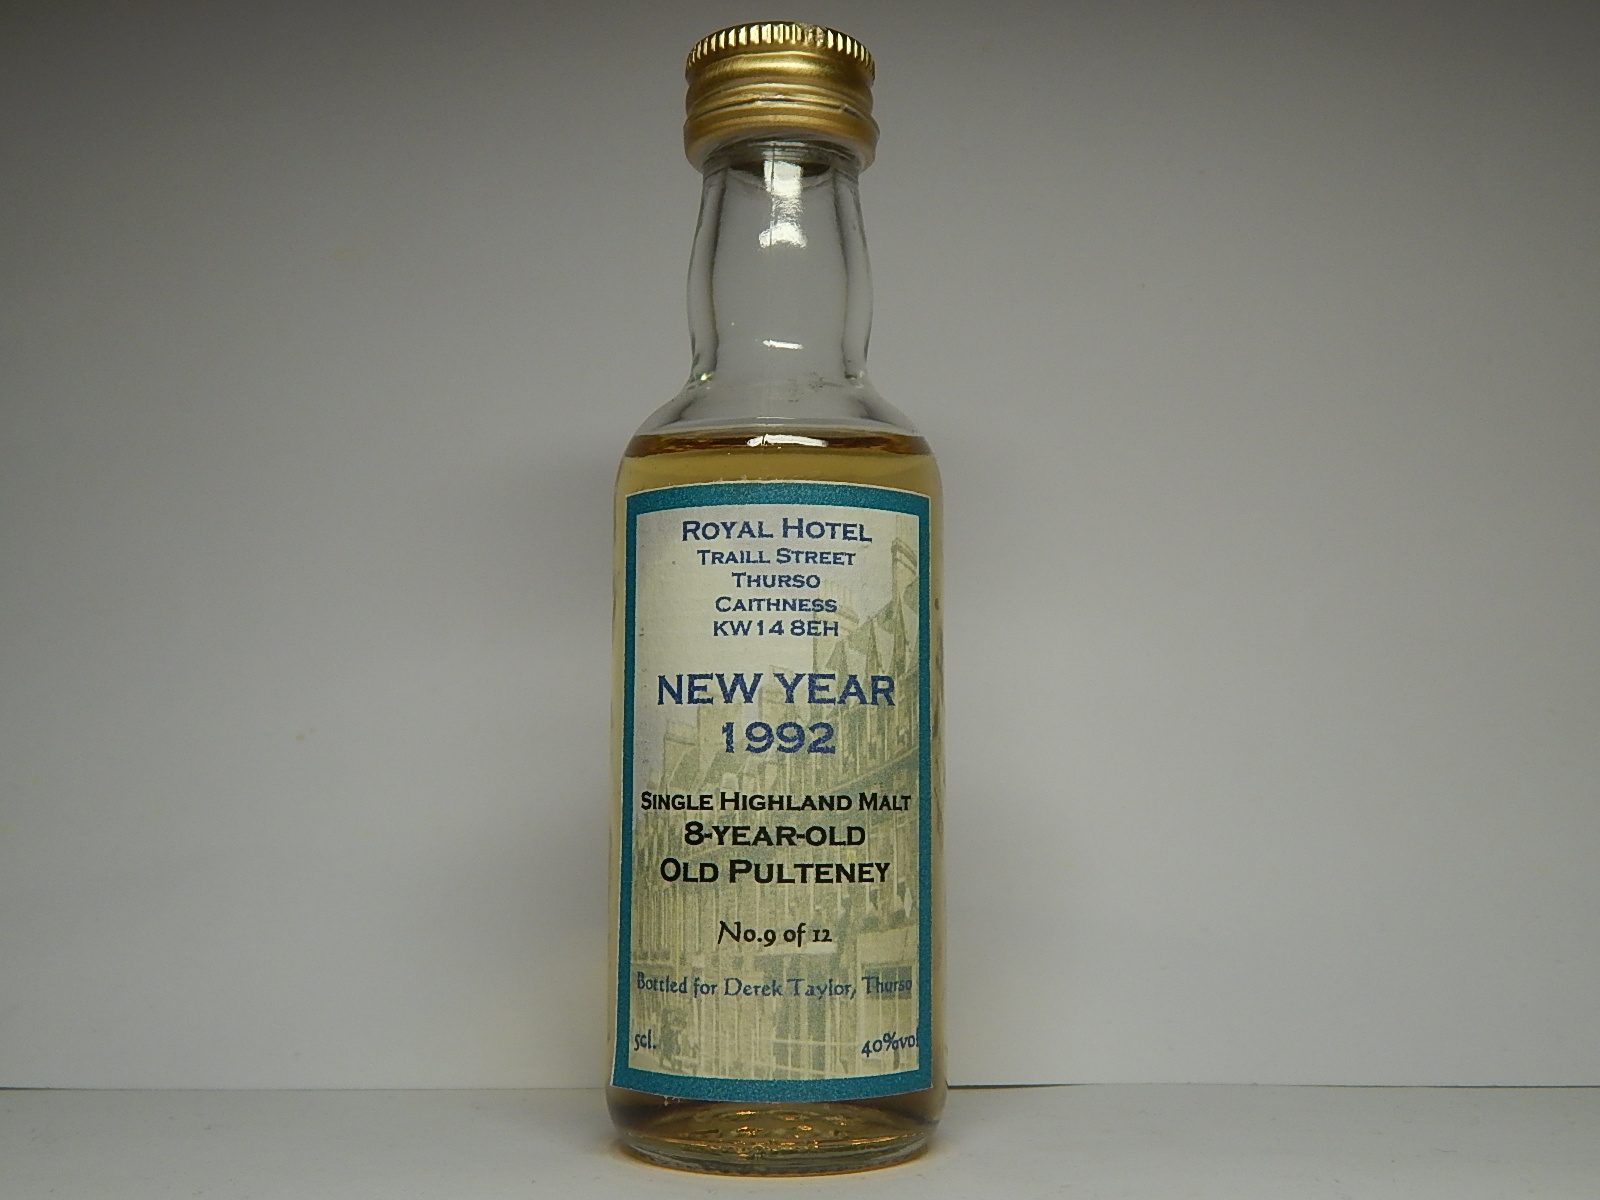 ROYAL HOTEL
TRAILL STREET
THURSO
CAITHNESS
KW14 8EH
NEW YEAR
1992
SINGLE HIGHLAND MALT
8-YEAR-OLD
OLD PULTENEY
No.9 of 12
Bottled for Derek Taylor, Thurso
5cl. 40%vol